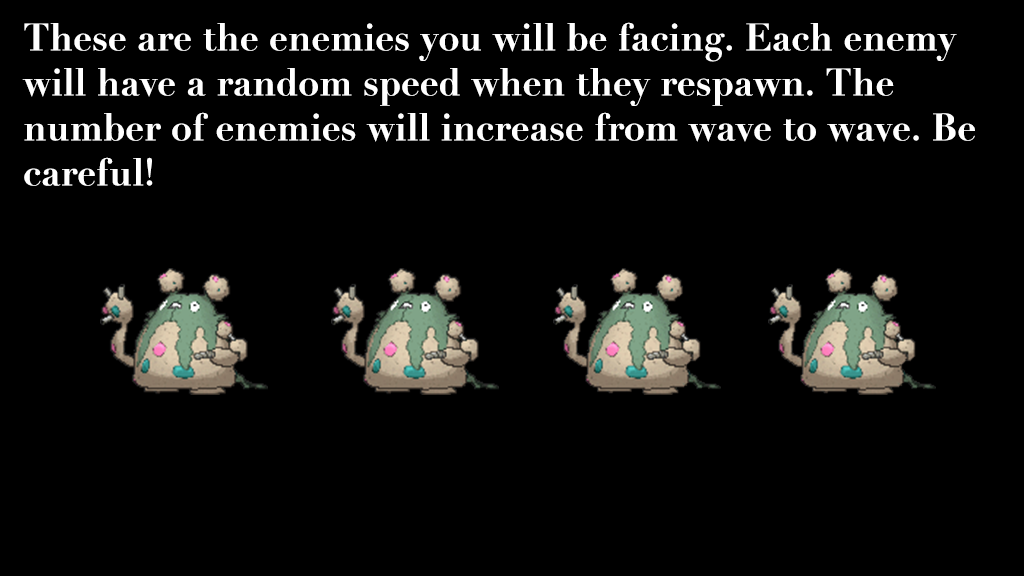 These are the enemies you will be facing. Each enemy
will have a random speed when they respawn. The
number of enemies will increase from wave to wave. Be
careful!